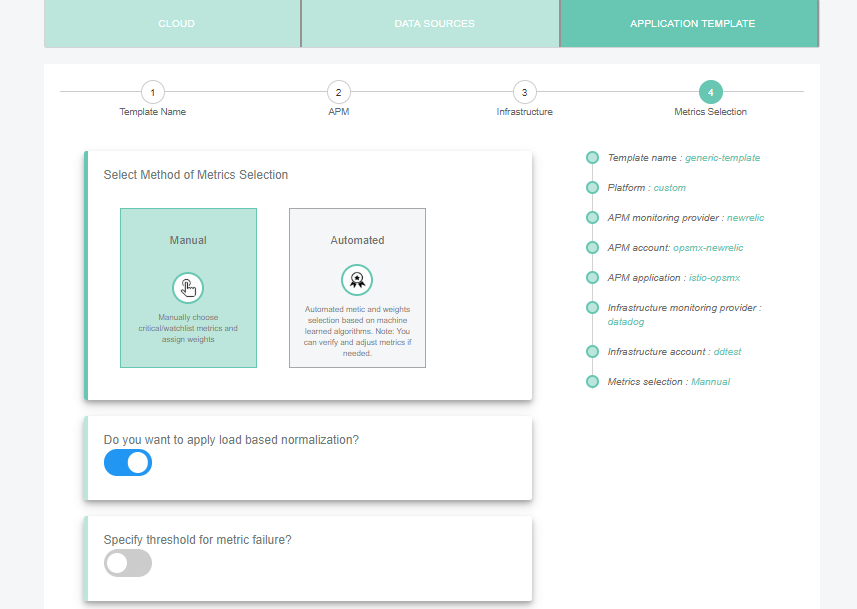 CLOUD
DATA SOURCES
APPLICATION TEMPLATE
1
2
3
4
Template Name
APM
Infrastructure
Metrics Selection
Select Method of Metrics Selection
Manual
Manually choose
critical/watchlist metrics and
assign weights
Automated
Automated metic and weights
selection based on machine
learned algorithms. Note: You
can verify and adjust metrics if
needed.
Do you want to apply load based normalization?
Specify threshold for metric failure?
Template name : generic-template
Platform : custom
APM monitoring provider : newrelic
APM account: opsmx-newrelic
APM application : istio-opsmx
Infrastructure monitoring provider :
datadog
Infrastructure account : ddtest
Metrics selection : Mannual